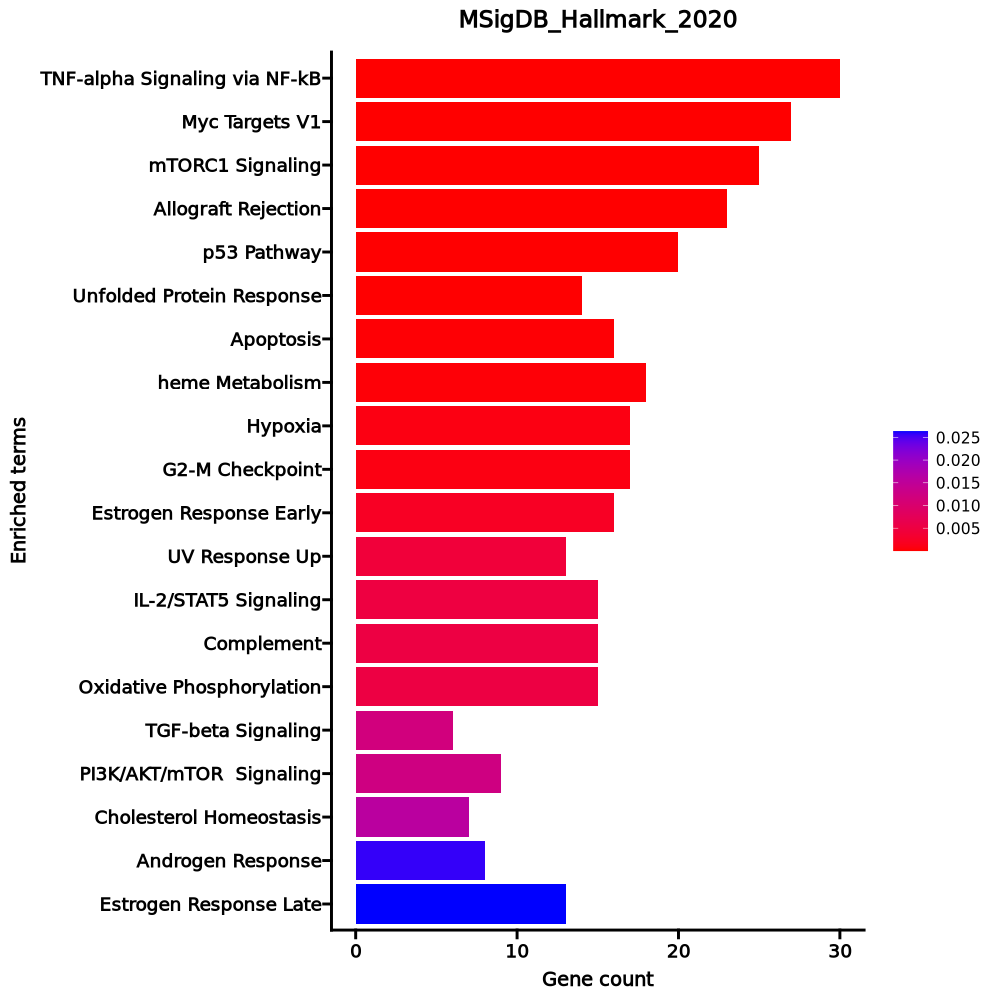 MSigDB_Hallmark_2020
TNF-alpha Signaling via NF-kB
Myc Targets V1
mTORC1 Signaling
Allograft Rejection
p53 Pathway
Unfolded Protein Response
Apoptosis
heme Metabolism
Hypoxia
G2-M Checkpoint
Estrogen Response Early
UV Response Up
IL-2/STAT5 Signaling
Complement
Oxidative Phosphorylation
TGF-beta Signaling
PI3K/AKT/mTOR  Signaling
Cholesterol Homeostasis
Androgen Response
Estrogen Response Late
Enriched terms
0 10 20 30
Gene count
0.025
0.020
0.015
0.010
0.005